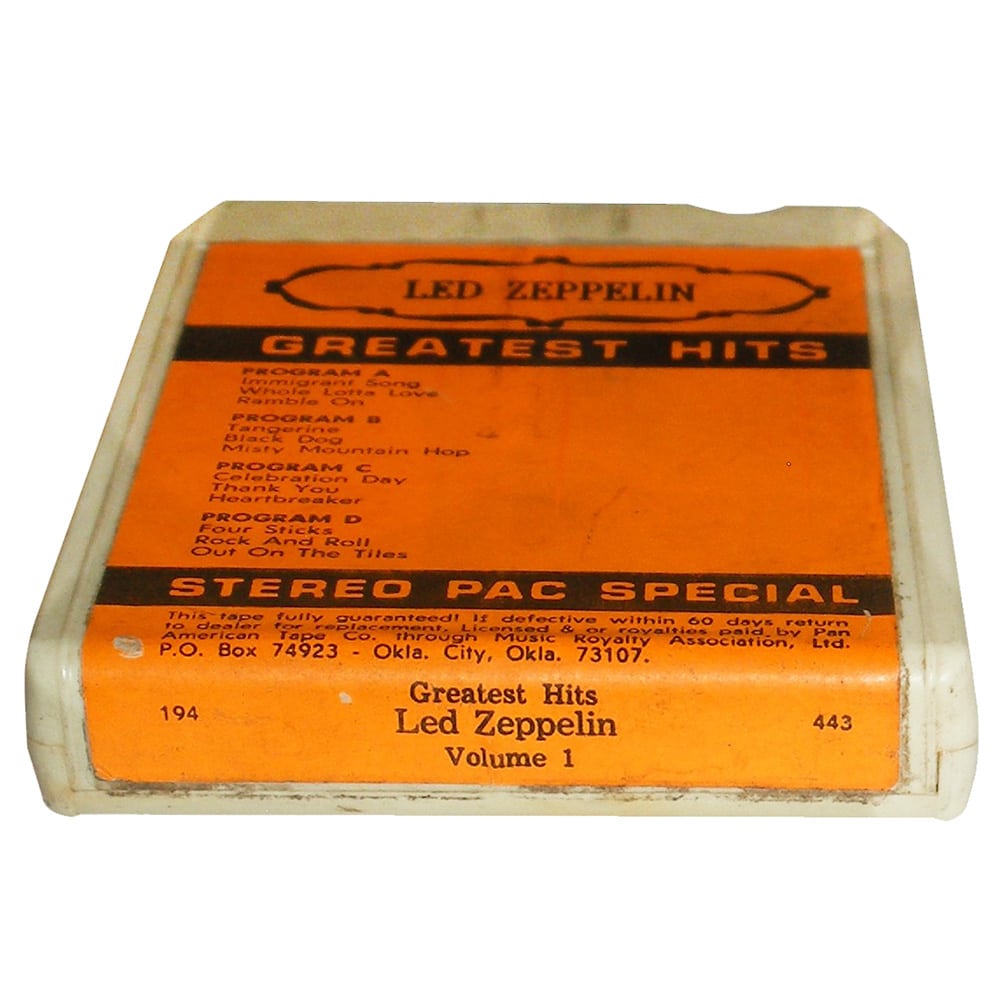 LED ZEPPELIN
GREATEST HITS
PROGRAM A
Immigrant Song
Whole Lotta Love
Ramble On
PROGRAM B
Tangerine
Black Dog
Misty Mountain Hop
PROGRAM C
Celebration Day
Thank You
Heartbreaker
PROGRAM D
Four Sticks
Rock And Roll
Out On The Tiles
STEREO PAC SPECIAL
This tape fully guaranteed! If defective within 60 days return
to dealer for replacement. Licensed & or royalties paid by Pan
American Tape Co. through Music Royalty Association, Ltd.
P.O. Box 74923 - Okla. City, Okla. 73107.
Greatest Hits
194 Led Zeppelin 443
Volume 1